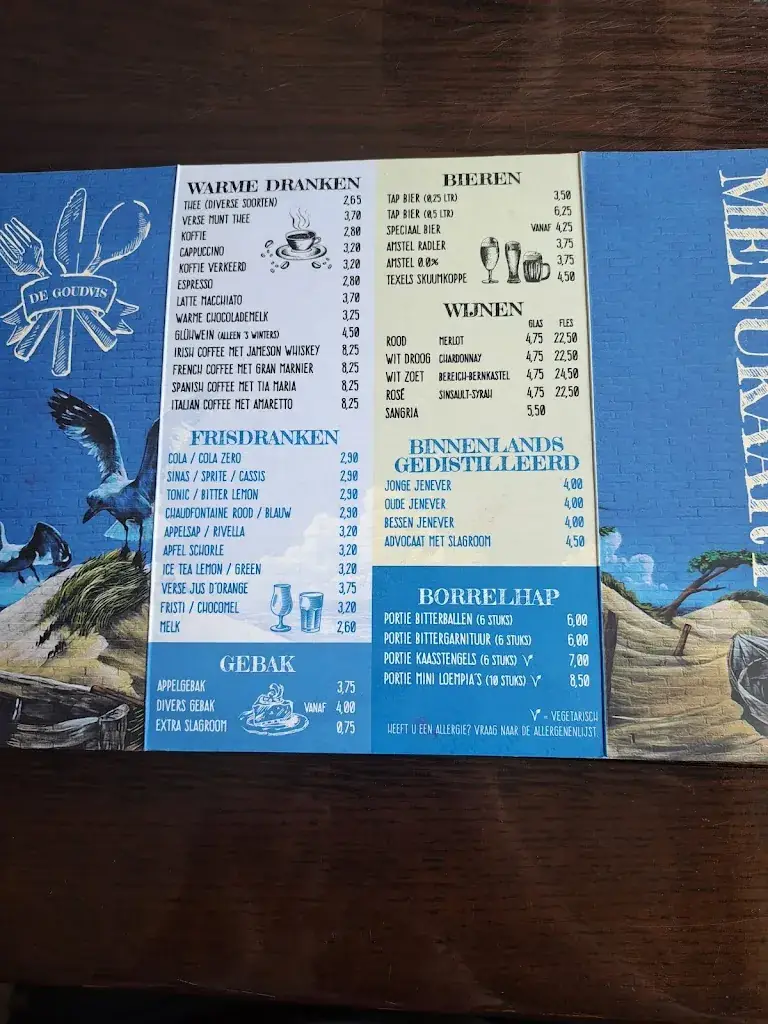 DE GOUDVIS
WARME DRANKEN
THEE (DIVERSE SOORTEN) 2,65
VERSE MUNT THEE 3,70
KOFFIE 2,80
CAPPUCCINO 3,20
KOFFIE VERKEERD 3,20
ESPRESSO 2,80
LATTE MACCHIATO 3,70
WARME CHOCOLADEMELK 3,25
GLÜHWEIN (ALLEEN 'S WINTERS) 4,50
IRISH COFFEE MET JAMESON WHISKEY 8,25
FRENCH COFFEE MET GRAN MARNIER 8,25
SPANISH COFFEE MET TIA MARIA 8,25
ITALIAN COFFEE MET AMARETTO 8,25
FRISDRANKEN
COLA / COLA ZERO 2,90
SINAS / SPRITE / CASSIS 2,90
TONIC / BITTER LEMON 2,90
CHAUDFONTAINE ROOD / BLAUW 2,90
APPELSAP / RIVELLA 3,20
APFEL SCHORLE 3,20
ICE TEA LEMON / GREEN 3,20
VERSE JUS D'ORANGE 3,75
FRISTI / CHOCOMEL 3,20
MELK 2,60
GEBAK
APPELGEBAK 3,75
DIVERS GEBAK VANAF 4,00
EXTRA SLAGROOM 0,75
BIEREN
TAP BIER (0,25 LTR) 3,50
TAP BIER (0,5 LTR) 6,25
SPECIAAL BIER VANAF 4,25
AMSTEL RADLER 3,75
AMSTEL 0.0% 3,75
TEXELS SKUUMKOPPE 4,50
WIJNEN
GLAS FLES
ROOD MERLOT 4,75 22,50
WIT DROOG CHARDONNAY 4,75 22,50
WIT ZOET BEREICH-BERNKASTEL 4,75 24,50
ROSÉ SINSAULT-SYRAH 4,75 22,50
SANGRIA 5,50
BINNENLANDS
GEDISTILLEERD
JONGE JENEVER 4,00
OUDE JENEVER 4,00
BESSEN JENEVER 4,00
ADVOCAAT MET SLAGROOM 4,50
BORRELHAP
PORTIE BITTERBALLEN (6 STUKS) 6,00
PORTIE BITTERGARNITUUR (6 STUKS) 6,00
PORTIE KAASSTENGELS (6 STUKS) V 7,00
PORTIE MINI LOEMPIA'S (10 STUKS) V 8,50
V = VEGETARISCH
HEEFT U EEN ALLERGIE? VRAAG NAAR DE ALLERGENENLIJST.
MENUKAART